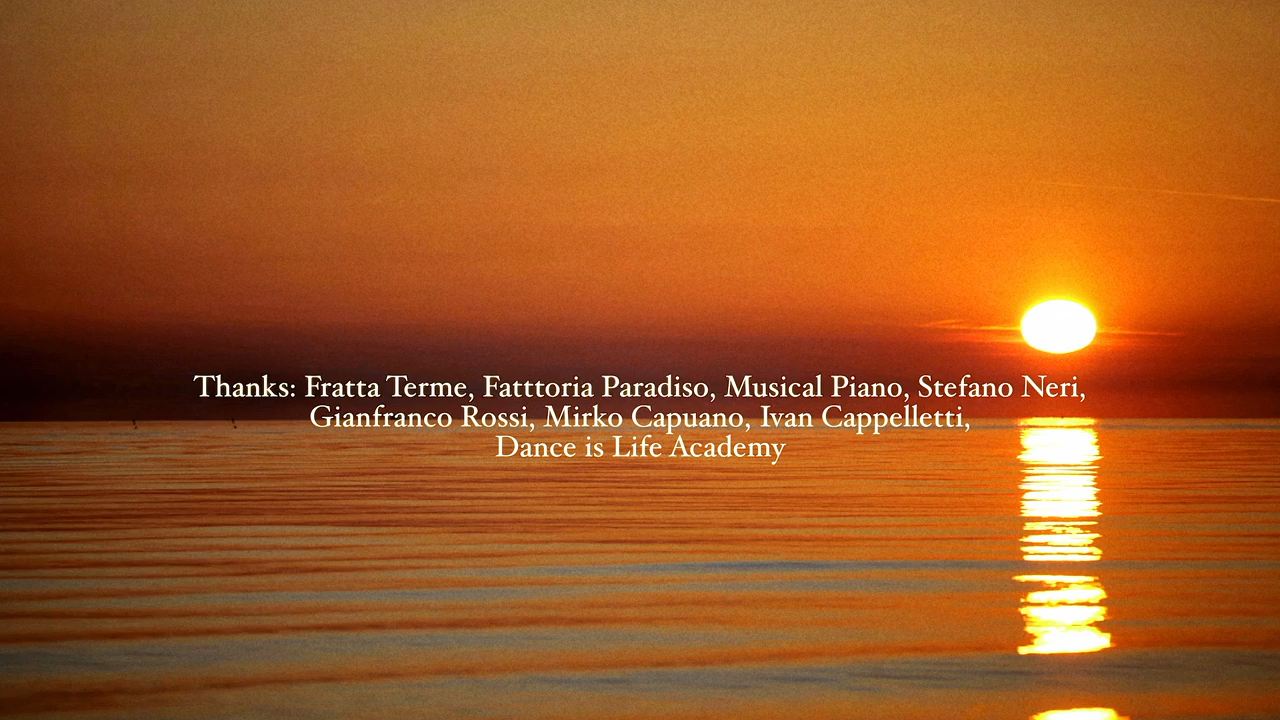 Thanks: Fratta Terme, Fatttoria Paradiso, Musical Piano, Stefano Neri,
Gianfranco Rossi, Mirko Capuano, Ivan Cappelletti,
Dance is Life Academy